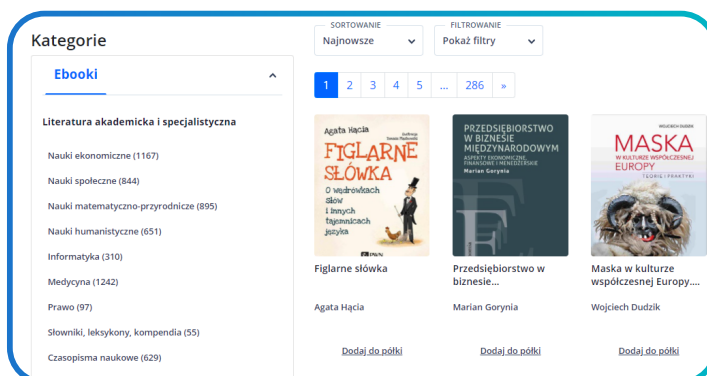 Kategorie
Ebooki
Literatura akademicka i specjalistyczna
Nauki ekonomiczne (1167)
Nauki społeczne (844)
Nauki matematyczno-przyrodnicze (895)
Nauki humanistyczne (651)
Informatyka (310)
Medycyna (1242)
Prawo (97)
Słowniki, leksykony, kompendia (55)
Czasopisma naukowe (629)
SORTOWANIE
Najnowsze
FILTROWANIE
Pokaż filtry
1 2 3 4 5 ... 286 »
Agata Hącia
FIGLARNE
SŁÓWKA
O wędrówkach
słów
i innych
tajemnicach
języka
Figlarne słówka
Agata Hącia
Dodaj do półki
PRZEDSIĘBIORSTWO
W BIZNESIE
MIĘDZYNARODOWYM
ASPEKTY EKONOMICZNE,
FINANSOWE I MENEDŻERSKIE
Marian Gorynia
Przedsiębiorstwo w
biznesie...
Marian Gorynia
Dodaj do półki
WOJCIECH DUDZIK
MASKA
W KULTURZE WSPÓŁCZESNEJ
EUROPY
TEORIE I PRAKTYKI
Maska w kulturze
współczesnej Europy....
Wojciech Dudzik
Dodaj do półki